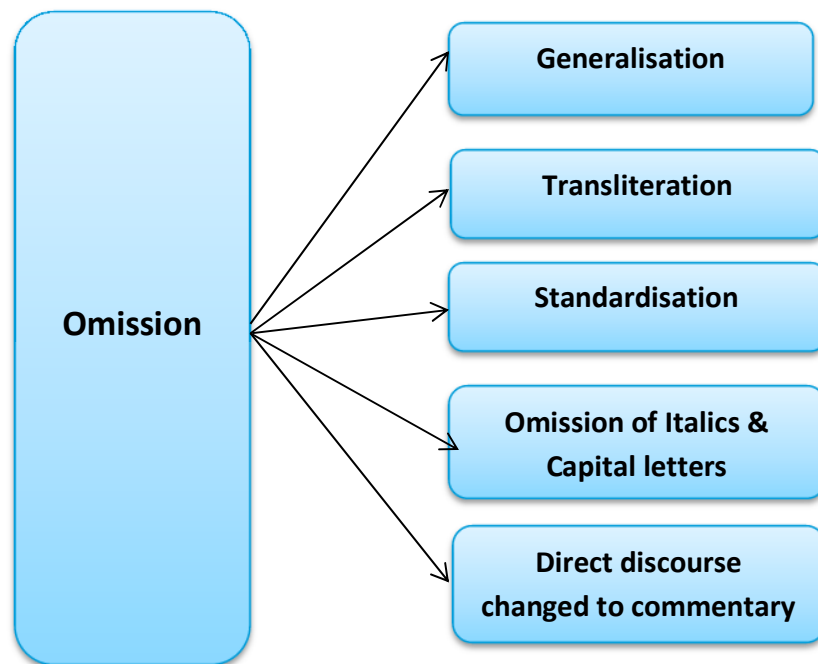 Omission
Generalisation
Transliteration
Standardisation
Omission of Italics &
Capital letters
Direct discourse
changed to commentary